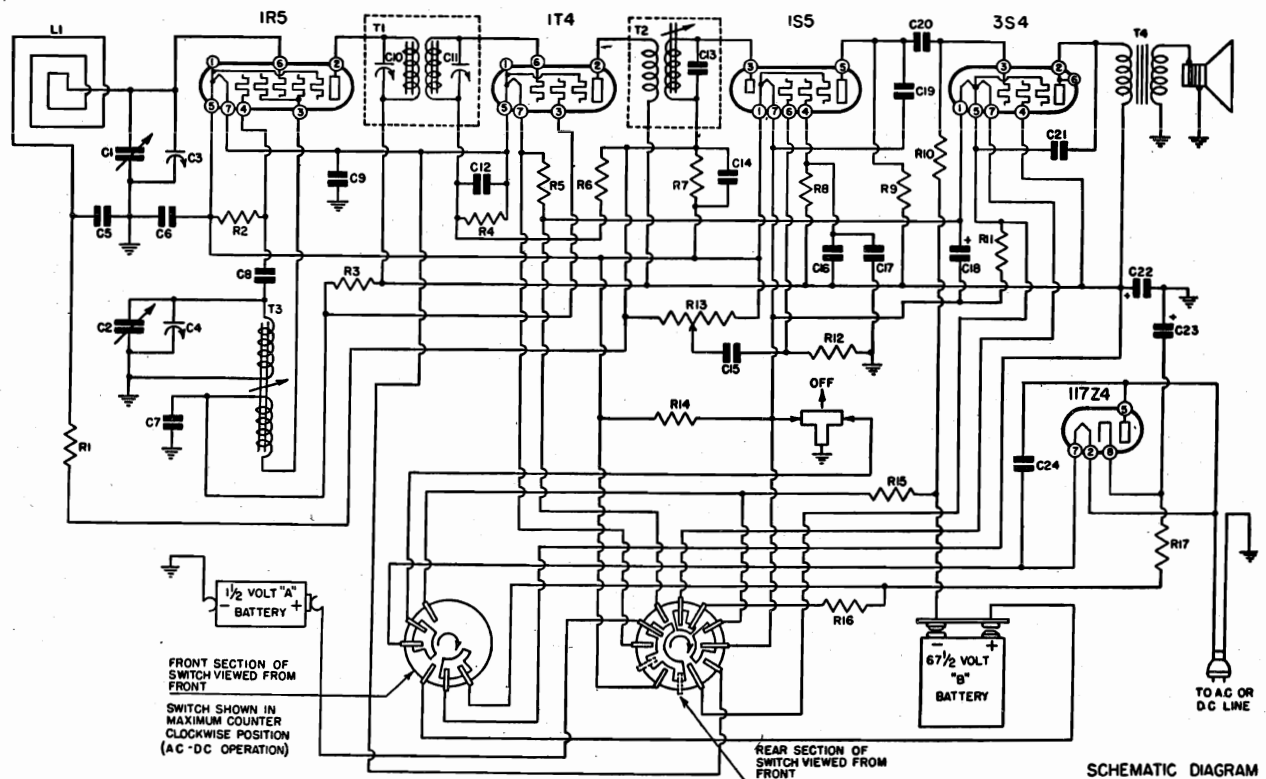 1R5
1T4
1S5
3S4
L1
T1
T2
T4
C10
C11
C13
C20
C19
C1
C3
C9
C12
R5
R6
R7
C14
R8
R9
R10
C21
C5
C6
R2
R4
C16
C17
C18
R11
C8
R3
C22
C2
C4
T3
R13
R12
C15
C23
OFF
117Z4
C7
R1
R14
C24
R15
R17
1½ VOLT "A"
BATTERY
- +
R16
- +
67½ VOLT
"B"
BATTERY
FRONT SECTION OF
SWITCH VIEWED FROM
FRONT
SWITCH SHOWN IN
MAXIMUM COUNTER
CLOCKWISE POSITION
(AC-DC OPERATION)
REAR SECTION OF
SWITCH VIEWED FROM
FRONT
TO A.C OR
D.C LINE
SCHEMATIC DIAGRAM